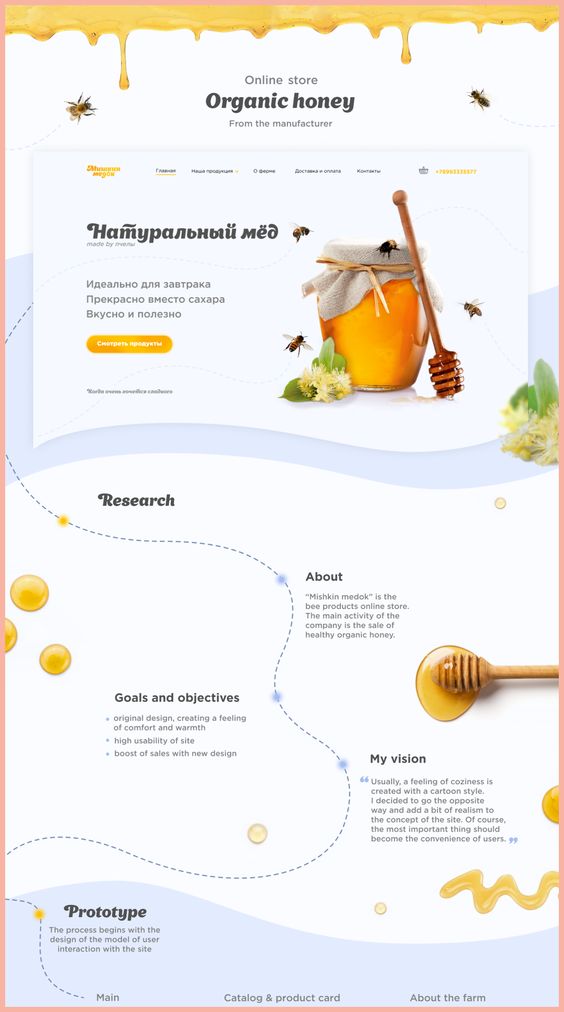 Online store
Organic honey
From the manufacturer
Мишкин
медок
Главная
Наша продукция
О ферме
Доставка и оплата
Контакты
+78963378577
Натуральный мёд
made by пчелы
Идеально для завтрака
Прекрасно вместо сахара
Вкусно и полезно
Смотреть продукты
Когда очень хочется сладкого
Research
About
“Mishkin medok” is the
bee products online store.
The main activity of the
company is the sale of
healthy organic honey.
Goals and objectives
original design, creating a feeling
of comfort and warmth
high usability of site
boost of sales with new design
My vision
“ Usually, a feeling of coziness is
created with a cartoon style.
I decided to go the opposite
way and add a bit of realism to
the concept of the site. Of course,
the most important thing should
become the convenience of users. ”
Prototype
The process begins with the
design of the model of user
interaction with the site
Main
Catalog & product card
About the farm